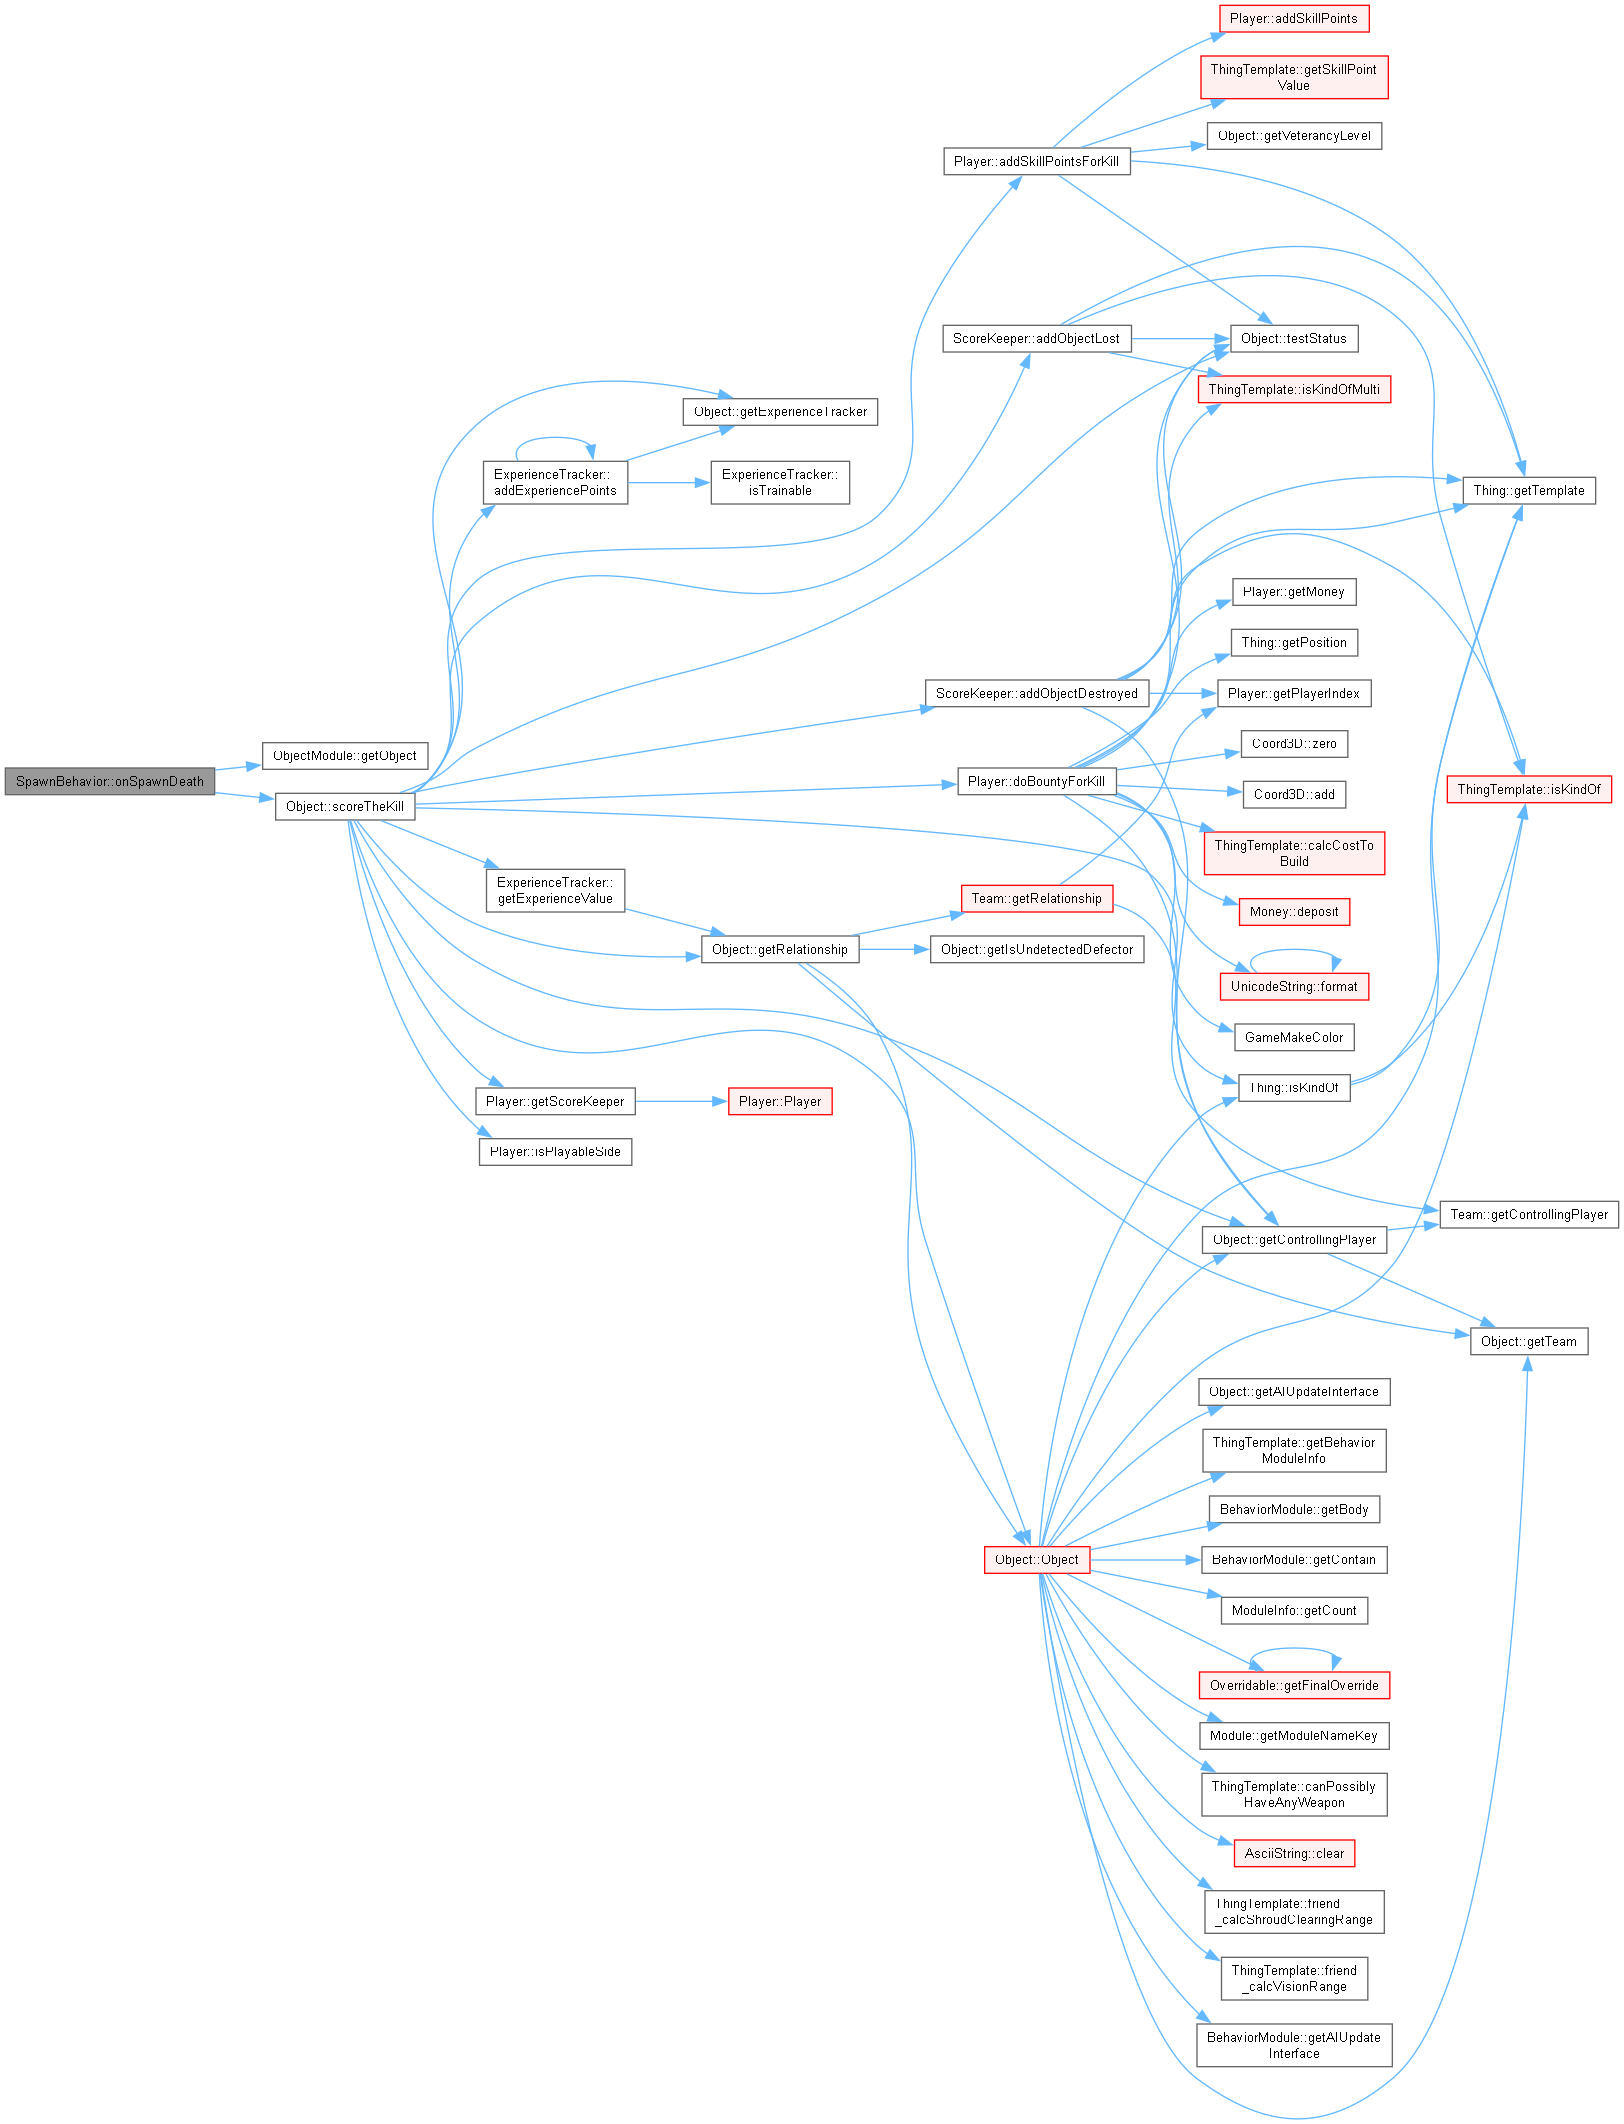 Player::addSkillPoints
ThingTemplate::getSkillPoint
Value
Object::getVeterancyLevel
Player::addSkillPointsForKill
ScoreKeeper::addObjectLost
Object::testStatus
ThingTemplate::isKindOfMulti
Object::getExperienceTracker
ExperienceTracker::
addExperiencePoints
ExperienceTracker::
isTrainable
Thing::getTemplate
Player::getMoney
Thing::getPosition
ScoreKeeper::addObjectDestroyed
Player::getPlayerIndex
Coord3D::zero
ObjectModule::getObject
SpawnBehavior::onSpawnDeath
Player::doBountyForKill
ThingTemplate::isKindOf
Coord3D::add
Object::scoreTheKill
ThingTemplate::calcCostTo
Build
ExperienceTracker::
getExperienceValue
Team::getRelationship
Money::deposit
Object::getRelationship
Object::getIsUndetectedDefector
UnicodeString::format
GameMakeColor
Thing::isKindOf
Player::getScoreKeeper
Player::Player
Player::isPlayableSide
Team::getControllingPlayer
Object::getControllingPlayer
Object::getTeam
Object::getAIUpdateInterface
ThingTemplate::getBehavior
ModuleInfo
BehaviorModule::getBody
Object::Object
BehaviorModule::getContain
ModuleInfo::getCount
Overridable::getFinalOverride
Module::getModuleNameKey
ThingTemplate::canPossibly
HaveAnyWeapon
AsciiString::clear
ThingTemplate::friend
_calcShroudClearingRange
ThingTemplate::friend
_calcVisionRange
BehaviorModule::getAIUpdate
Interface